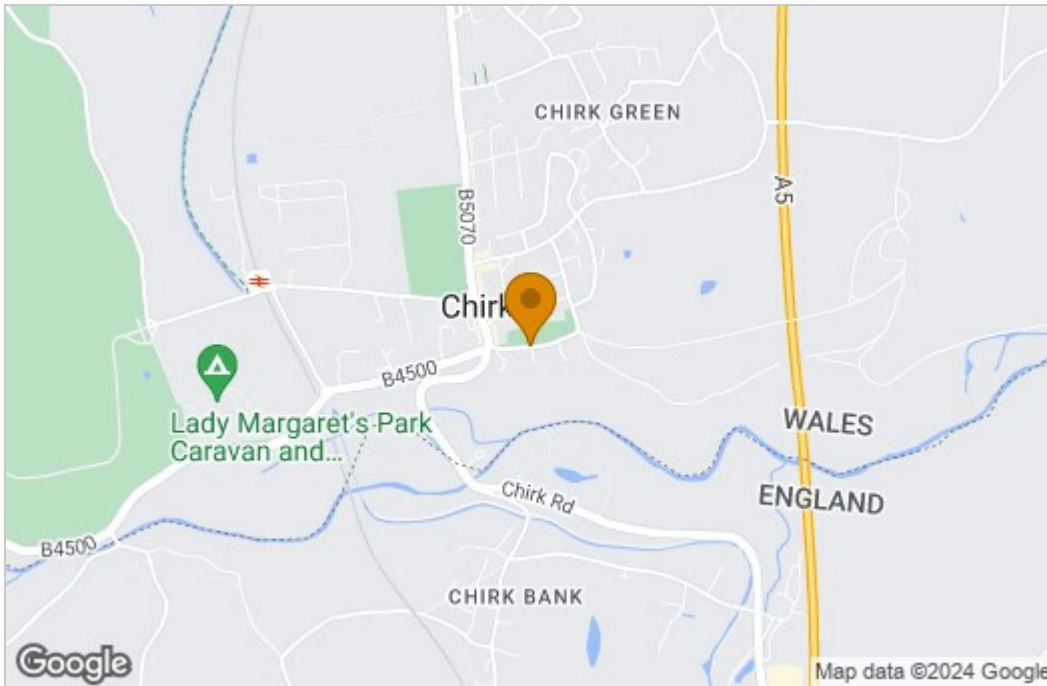 CHIRK GREEN
B5070
A5
Chirk
B4500
Lady Margaret's Park
Caravan and...
WALES
ENGLAND
Chirk Rd
B4500
CHIRK BANK
Google
Map data ©2024 Google